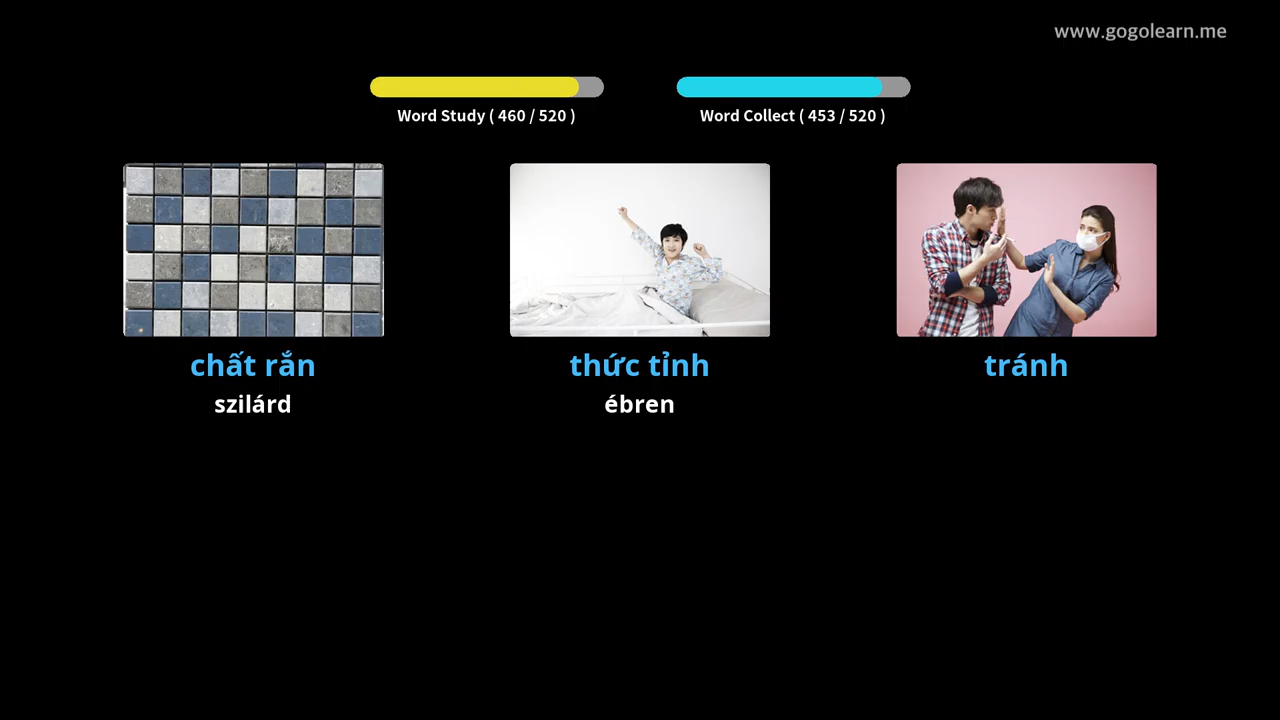 www.gogolearn.me
Word Study ( 460 / 520 )
Word Collect ( 453 / 520 )
chất rắn
szilárd
thức tỉnh
ébren
tránh